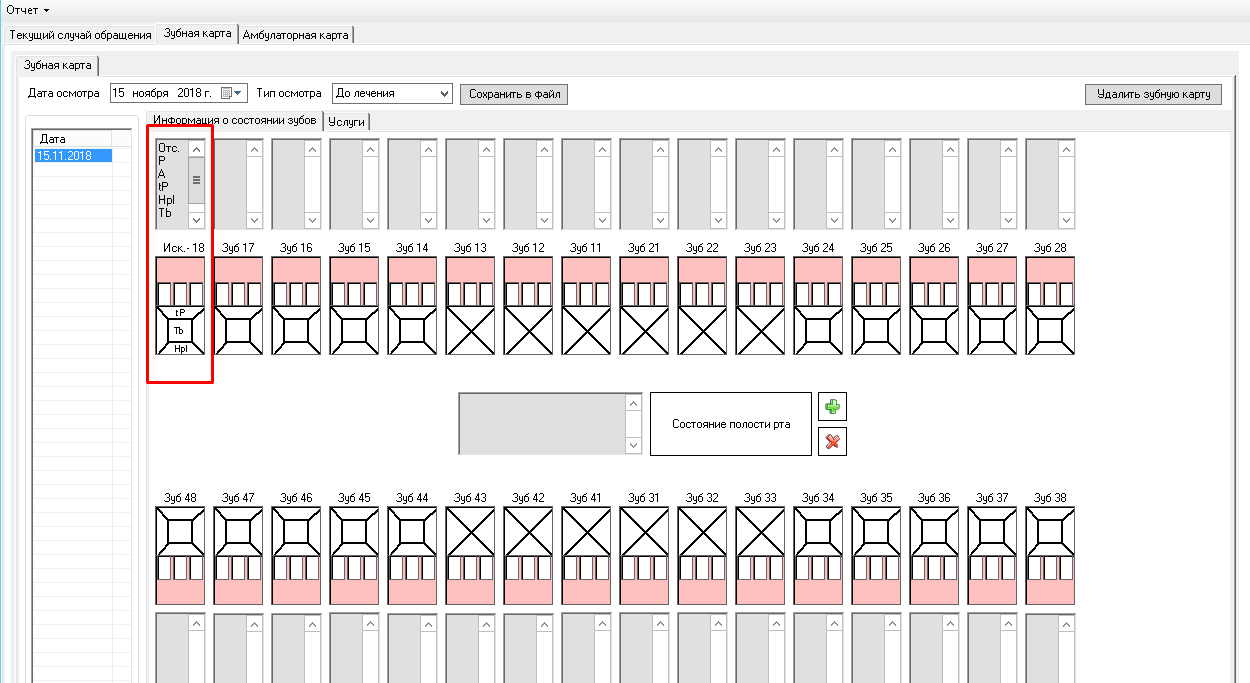 Отчет
Текущий случай обращения Зубная карта Амбулаторная карта
Зубная карта
Дата осмотра 15 ноября 2018 г. Тип осмотра До лечения Сохранить в файл Удалить зубную карту
Информация о состоянии зубов Услуги
Дата
15.11.2018
Отс.
P
A
tP
Hpl
Tb
Иск.- 18 Зуб 17 Зуб 16 Зуб 15 Зуб 14 Зуб 13 Зуб 12 Зуб 11 Зуб 21 Зуб 22 Зуб 23 Зуб 24 Зуб 25 Зуб 26 Зуб 27 Зуб 28
tP
Tb
Hpl
Состояние полости рта
Зуб 48 Зуб 47 Зуб 46 Зуб 45 Зуб 44 Зуб 43 Зуб 42 Зуб 41 Зуб 31 Зуб 32 Зуб 33 Зуб 34 Зуб 35 Зуб 36 Зуб 37 Зуб 38